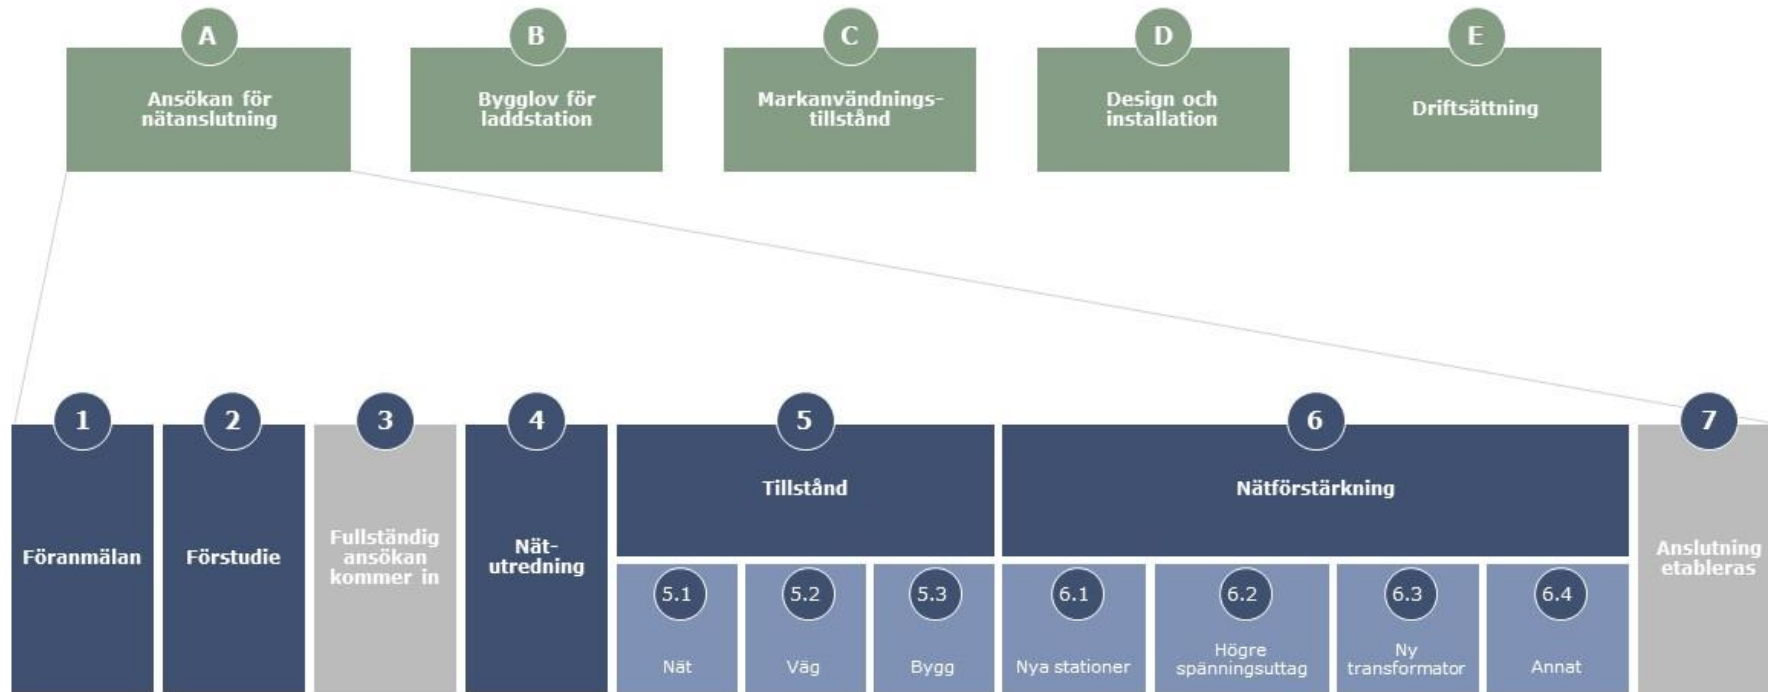 A
Ansökan för
nätanslutning
B
Bygglov för
laddstation
C
Markanvändnings-
tillstånd
D
Design och
installation
E
Driftsättning
1
Föranmälan
2
Förstudie
3
Fullständig
ansökan
kommer in
4
Nät-
utredning
5
Tillstånd
5.1
Nät
5.2
Väg
5.3
Bygg
6
Nätförstärkning
6.1
Nya stationer
6.2
Högre
spänningsuttag
6.3
Ny
transformator
6.4
Annat
7
Anslutning
etableras